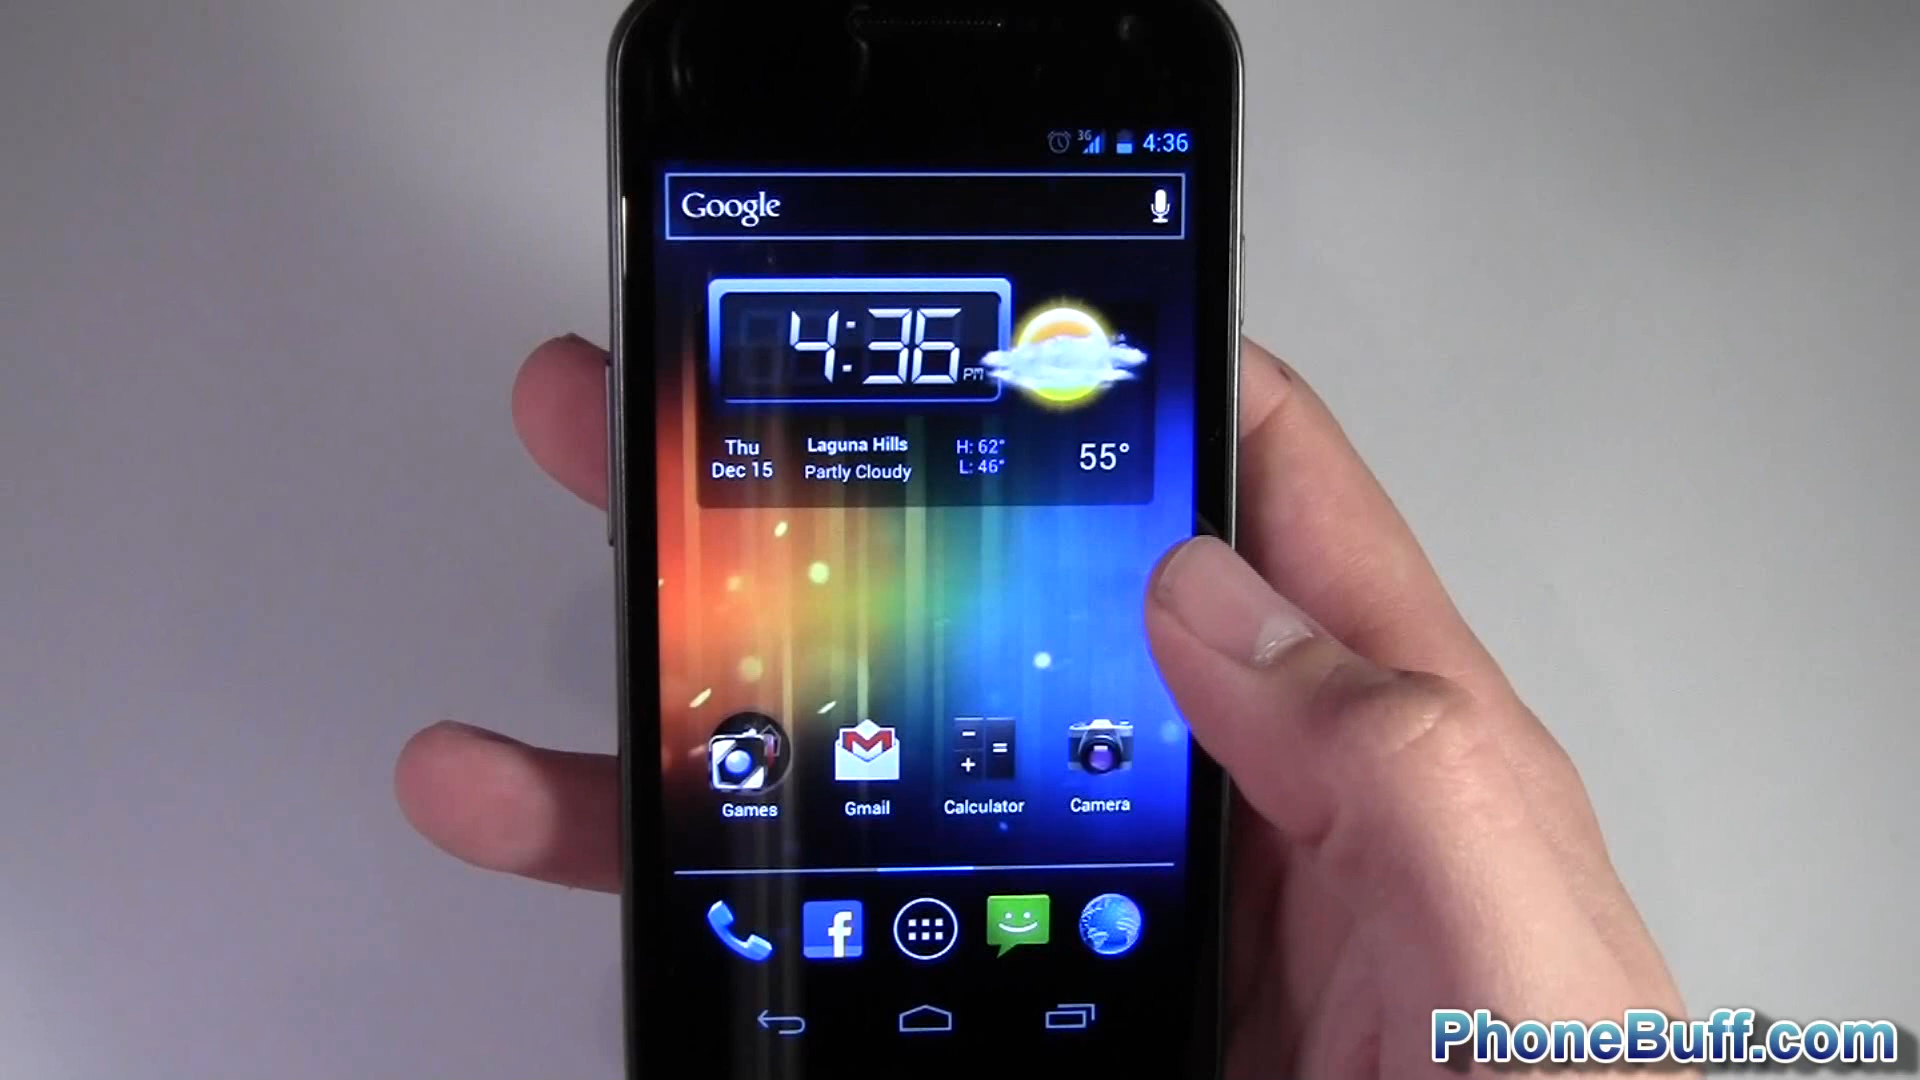 3G 4:36
Google
4:36 PM
Thu
Dec 15
Laguna Hills
Partly Cloudy
H: 62°
L: 46°
55°
Games
Gmail
Calculator
Camera
f
PhoneBuff.com